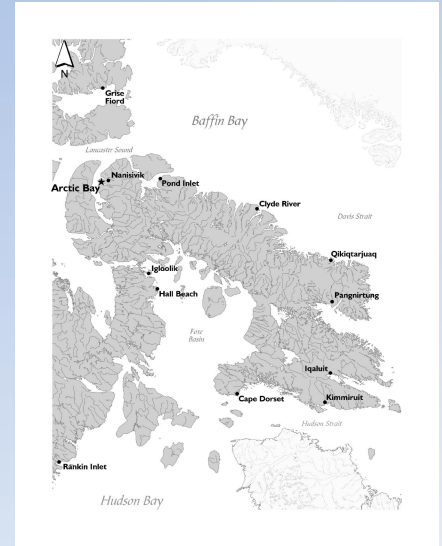 N
Grise
Fiord
Baffin Bay
Lancaster Sound
Nanisivik
Arctic Bay
Pond Inlet
Clyde River
Davis Strait
Igloolik
Qikiqtarjuaq
Hall Beach
Pangnirtung
Foxe
Basin
Iqaluit
Cape Dorset
Kimmiruit
Hudson Strait
Rankin Inlet
Hudson Bay